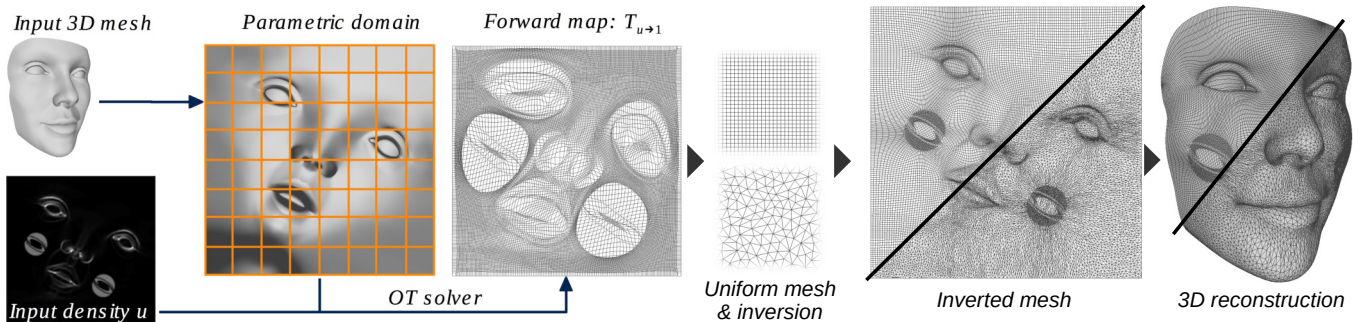 Input 3D mesh
Parametric domain
Forward map: T_{u→1}
Input density u
OT solver
Uniform mesh
& inversion
Inverted mesh
3D reconstruction